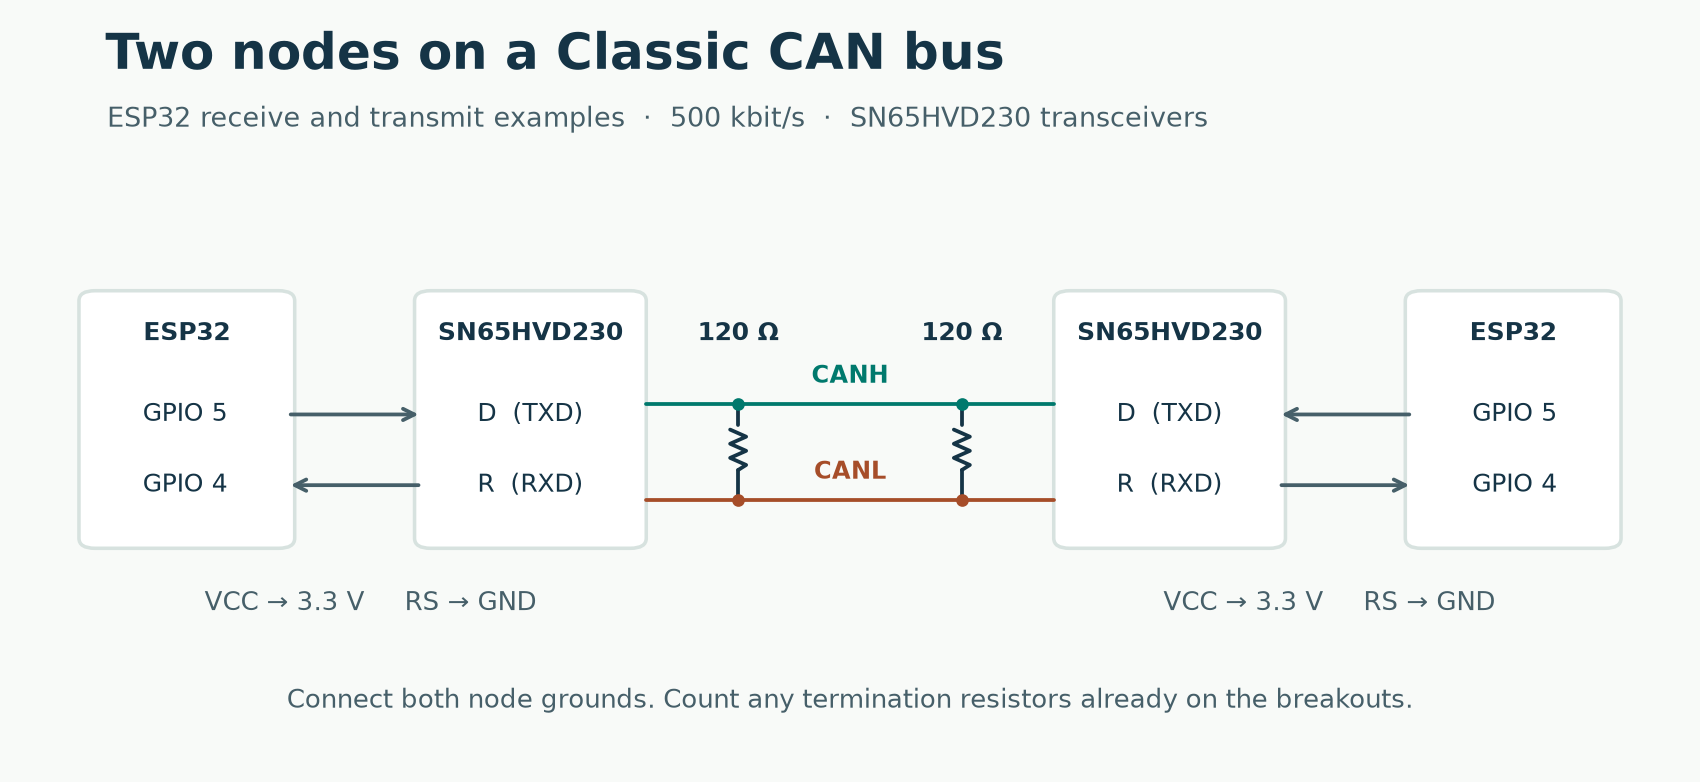 Two nodes on a Classic CAN bus
ESP32 receive and transmit examples · 500 kbit/s · SN65HVD230 transceivers
ESP32
GPIO 5
GPIO 4
SN65HVD230
D (TXD)
R (RXD)
120 Ω
120 Ω
CANH
CANL
SN65HVD230
D (TXD)
R (RXD)
ESP32
GPIO 5
GPIO 4
VCC → 3.3 V RS → GND
VCC → 3.3 V RS → GND
Connect both node grounds. Count any termination resistors already on the breakouts.